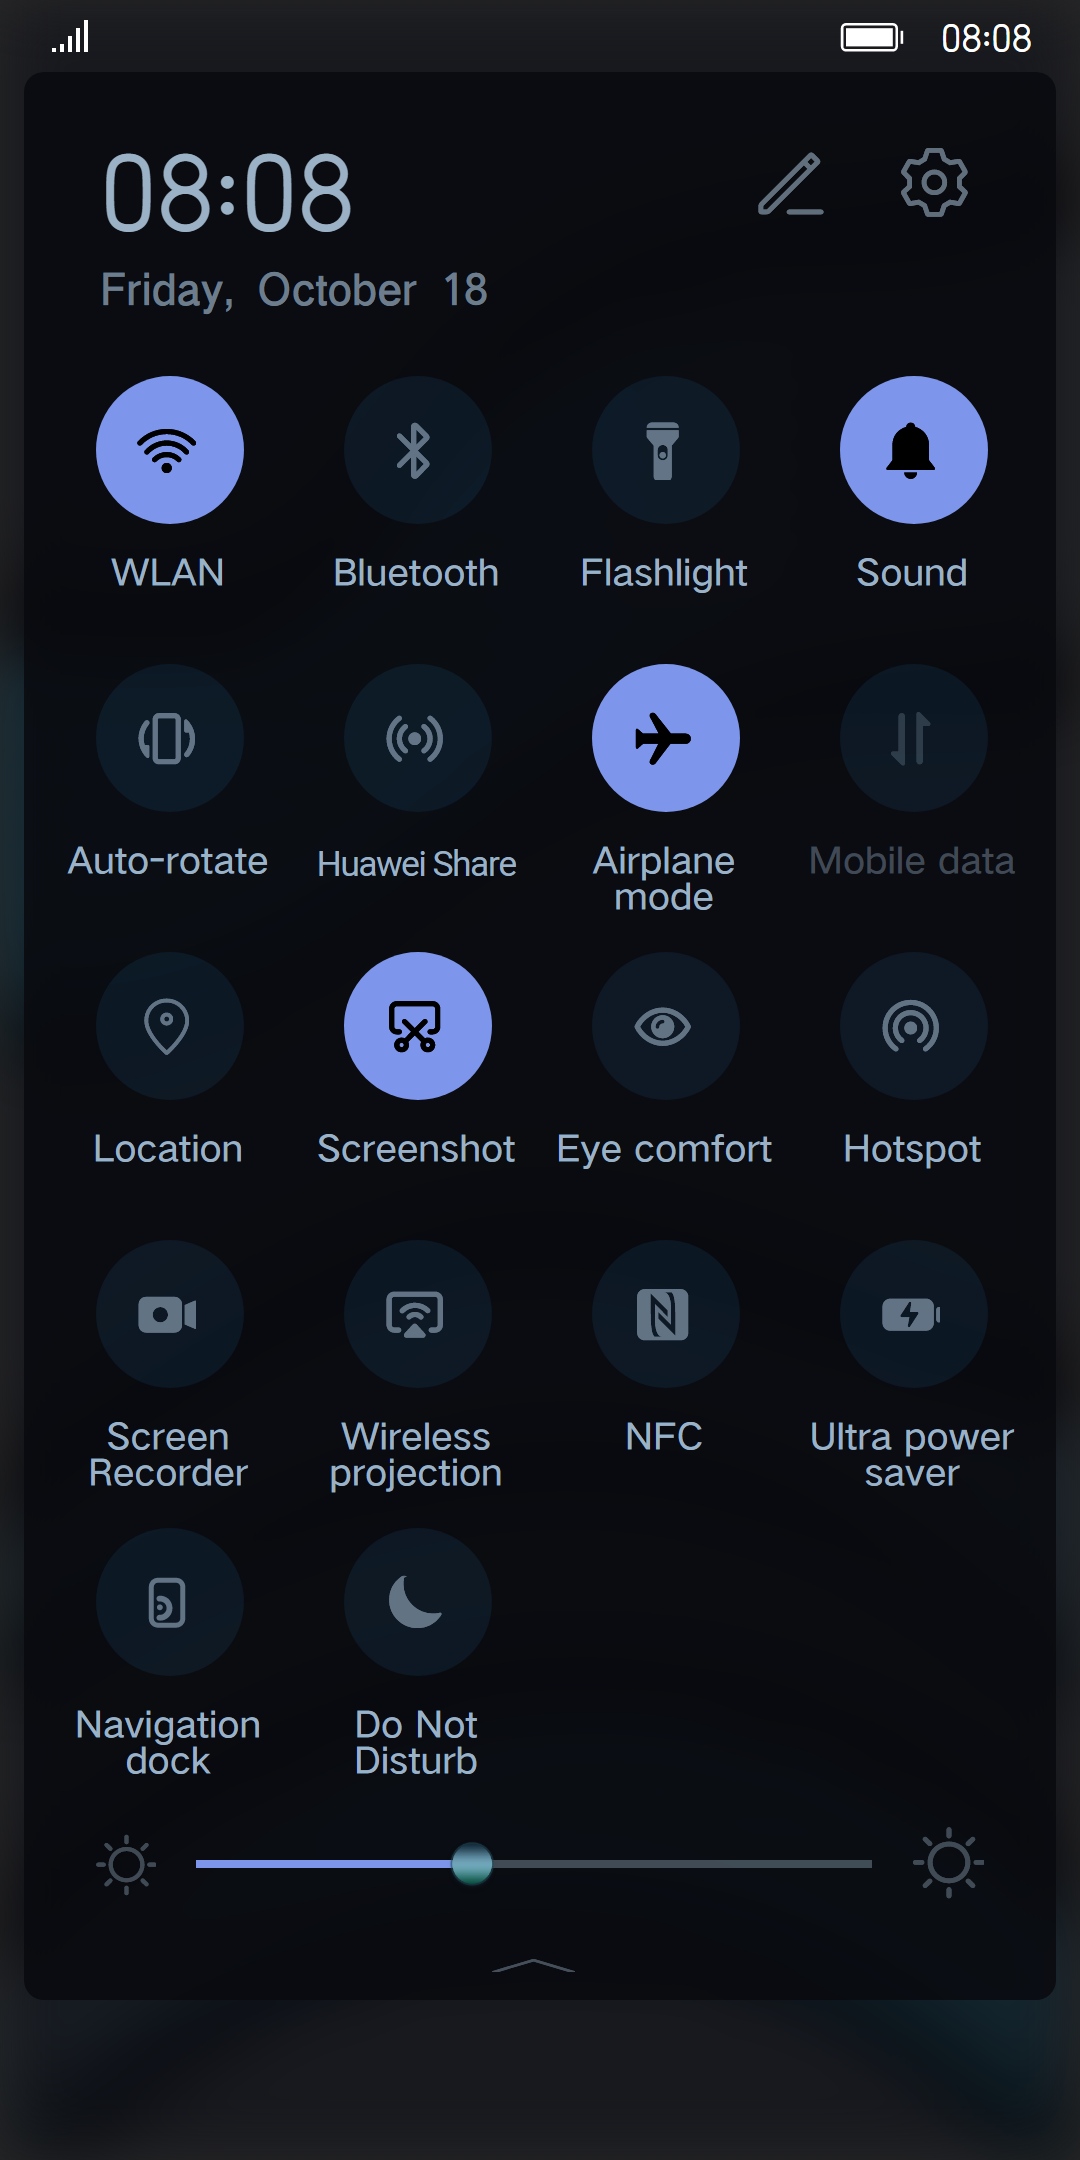 08:08
08:08
Friday, October 18
WLAN
Bluetooth
Flashlight
Sound
Auto-rotate
Huawei Share
Airplane
mode
Mobile data
Location
Screenshot
Eye comfort
Hotspot
Screen
Recorder
Wireless
projection
NFC
Ultra power
saver
Navigation
dock
Do Not
Disturb